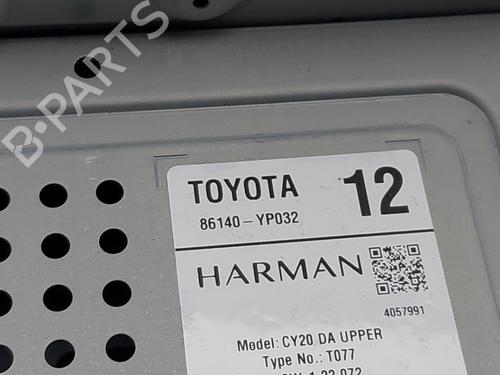 B-PARTS
TOYOTA 12
86140-YP032
HARMAN
4057991
Model: CY20 DA UPPER
Type No.: T077